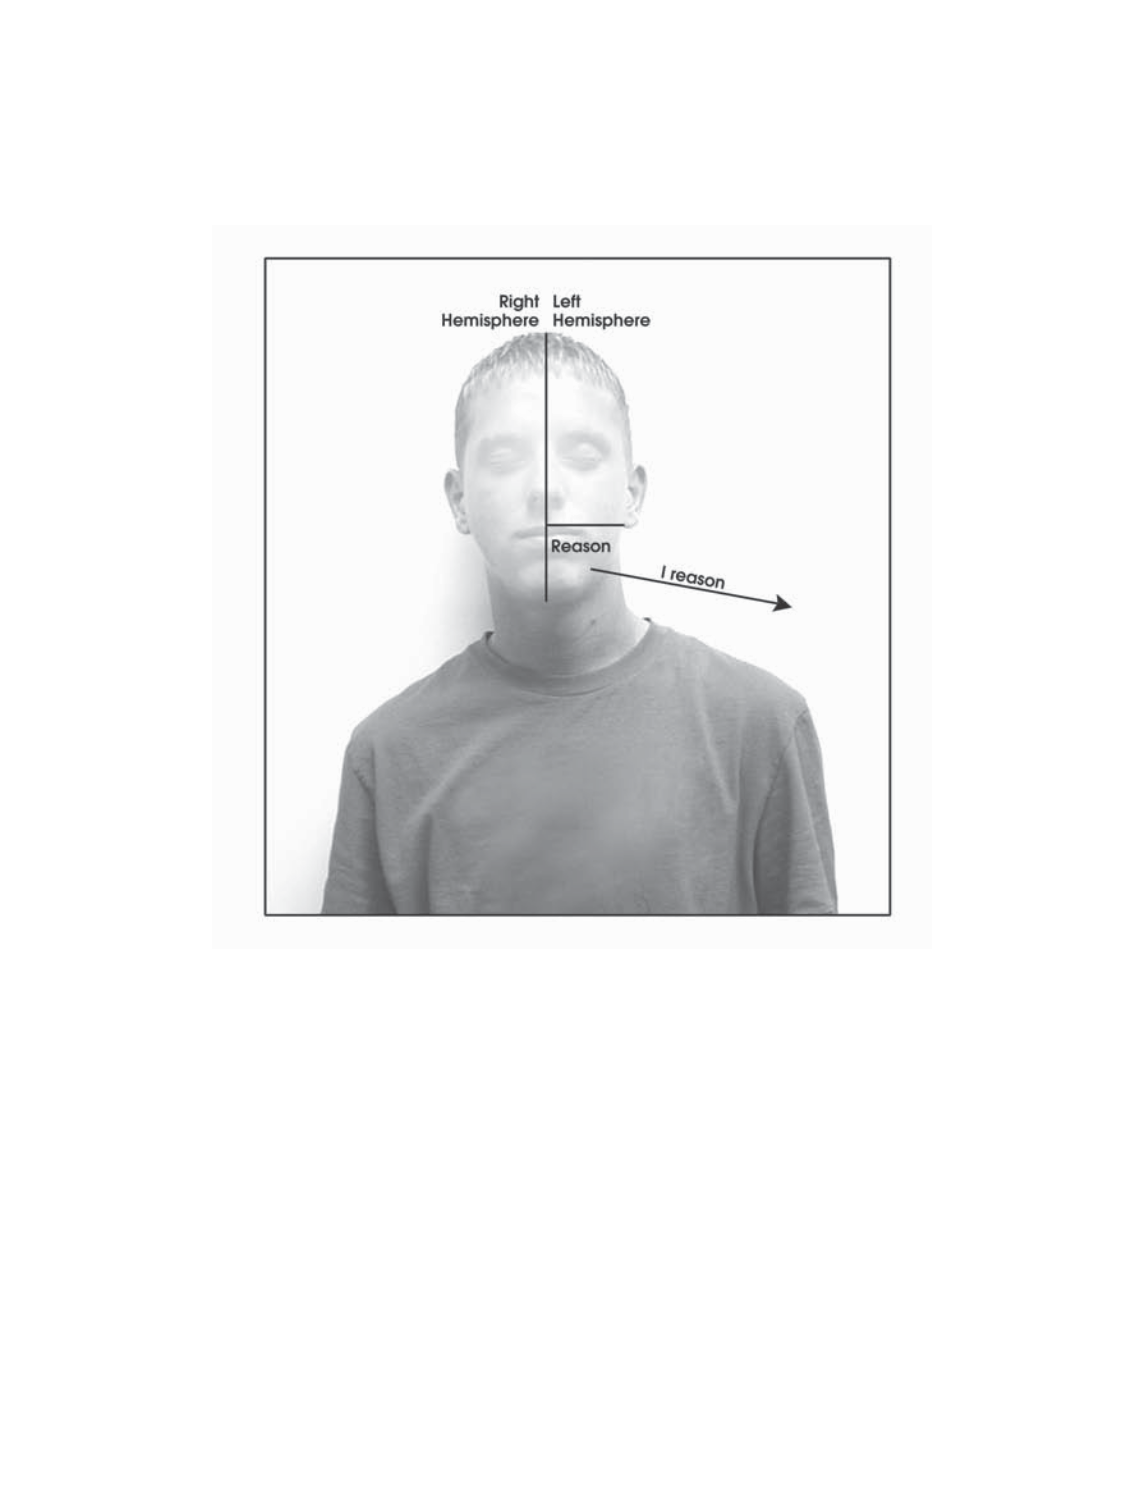 Right Left
Hemisphere Hemisphere
Reason
I reason